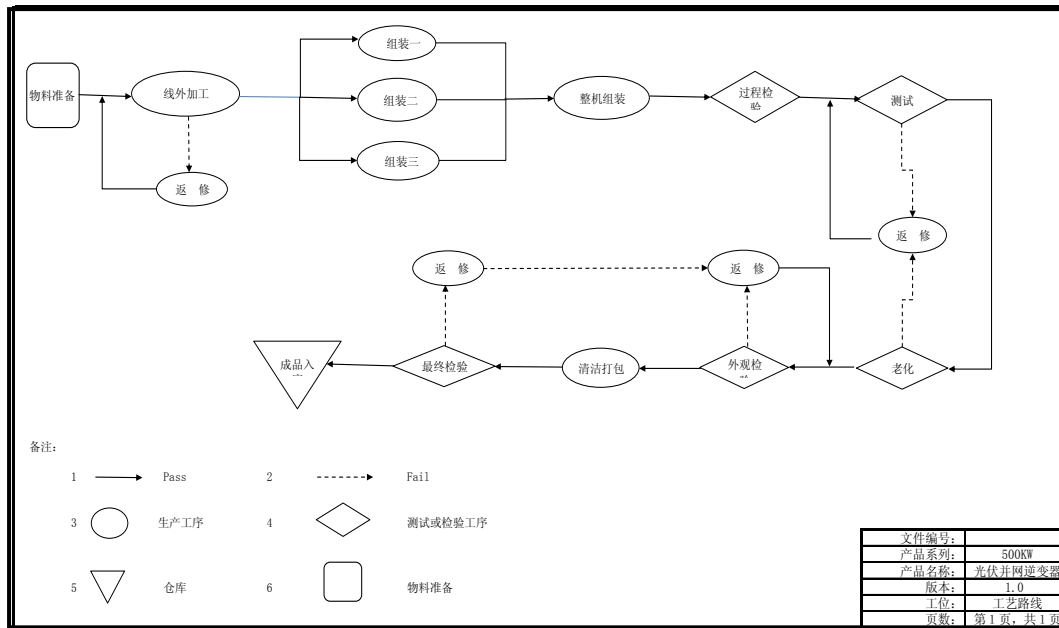 物料准备
线外加工
组装一
组装二
组装三
整机组装
过程检
验
测试
返 修
返 修
返 修
返 修
成品入
最终检验
清洁打包
外观检
老化
备注:
1 Pass 2 Fail
3 生产工序 4 测试或检验工序
5 仓库 6 物料准备
文件编号:
产品系列: 500KW
产品名称: 光伏并网逆变器
版本: 1.0
工位: 工艺路线
页数: 第1页，共1页